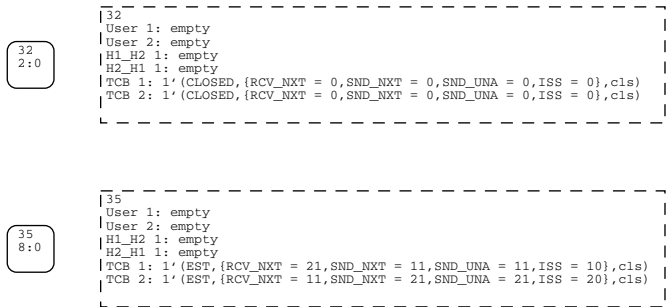 32
2:0
32
User 1: empty
User 2: empty
H1_H2 1: empty
H2_H1 1: empty
TCB 1: 1‘(CLOSED,{RCV_NXT = 0,SND_NXT = 0,SND_UNA = 0,ISS = 0},cls)
TCB 2: 1‘(CLOSED,{RCV_NXT = 0,SND_NXT = 0,SND_UNA = 0,ISS = 0},cls)
35
8:0
35
User 1: empty
User 2: empty
H1_H2 1: empty
H2_H1 1: empty
TCB 1: 1‘(EST,{RCV_NXT = 21,SND_NXT = 11,SND_UNA = 11,ISS = 10},cls)
TCB 2: 1‘(EST,{RCV_NXT = 11,SND_NXT = 21,SND_UNA = 21,ISS = 20},cls)